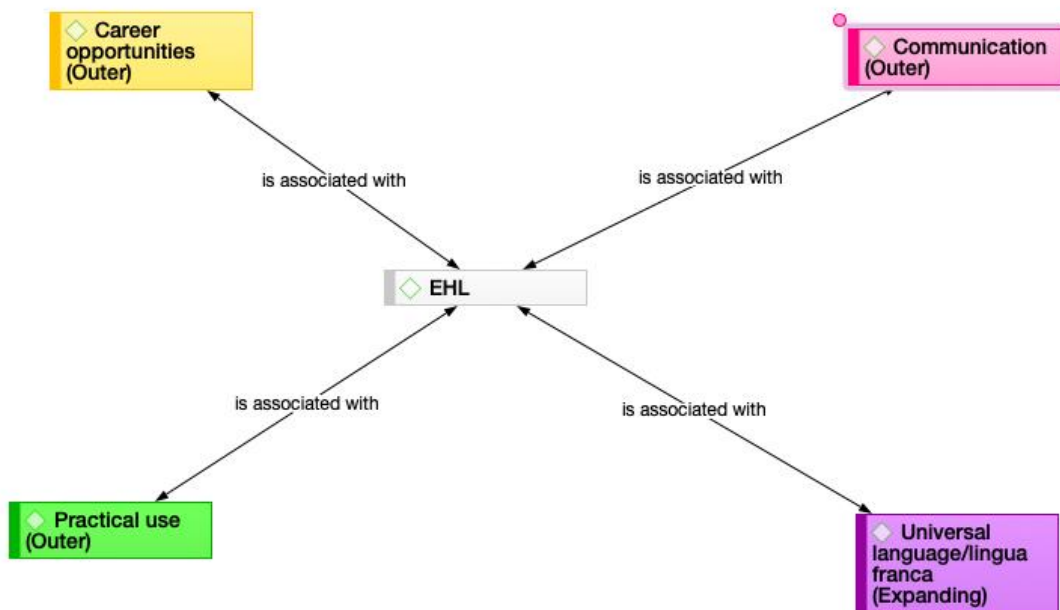 Career
opportunities
(Outer)
Communication
(Outer)
is associated with
is associated with
EHL
is associated with
is associated with
Practical use
(Outer)
Universal
language/lingua
franca
(Expanding)